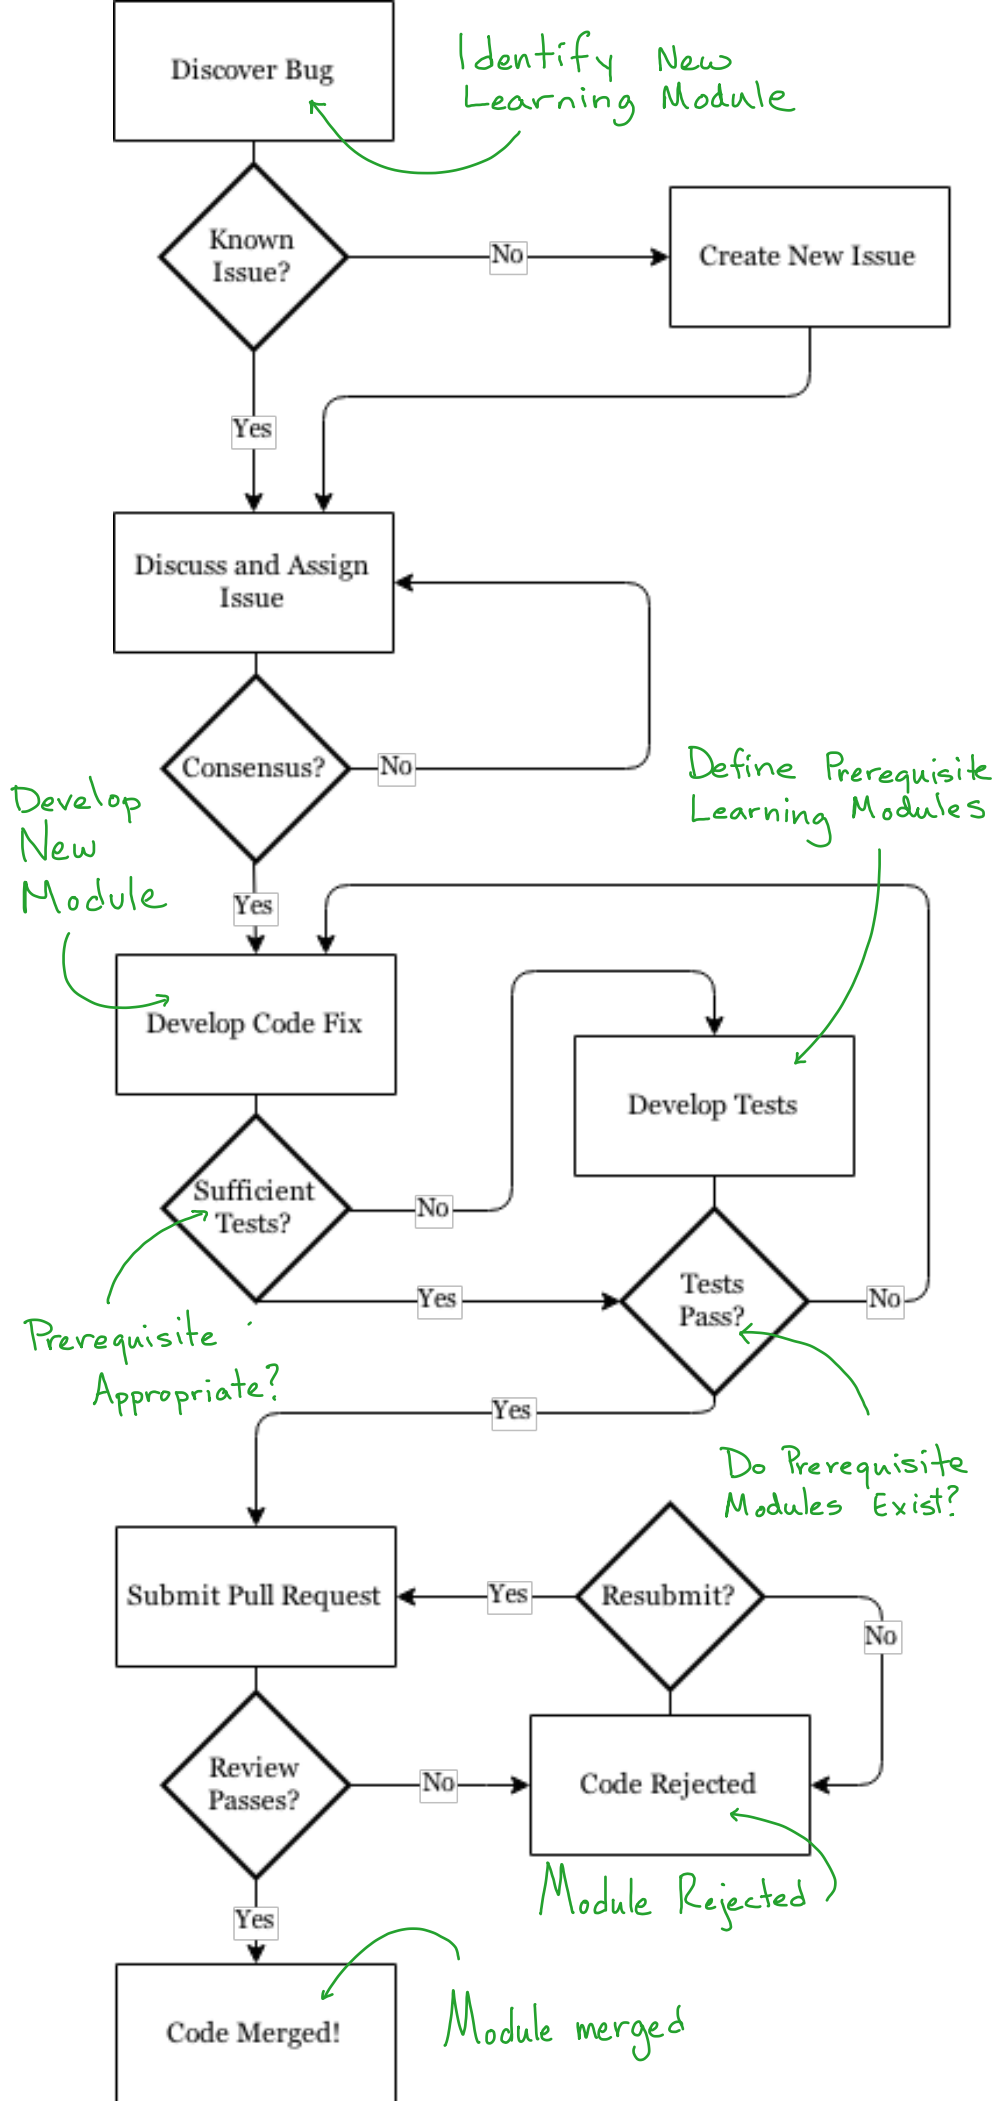 Discover Bug
Identify New
Learning Module
Known
Issue?
No
Create New Issue
Yes
Discuss and Assign
Issue
Consensus?
No
Define Prerequisite
Learning Modules
Develop
New
Module
Yes
Develop Code Fix
Develop Tests
Sufficient
Tests?
No
Yes
Tests
Pass?
No
Prerequisite
Appropriate?
Yes
Do Prerequisite
Modules Exist?
Submit Pull Request
Yes
Resubmit?
No
Review
Passes?
No
Code Rejected
Module Rejected
Yes
Code Merged!
Module merged